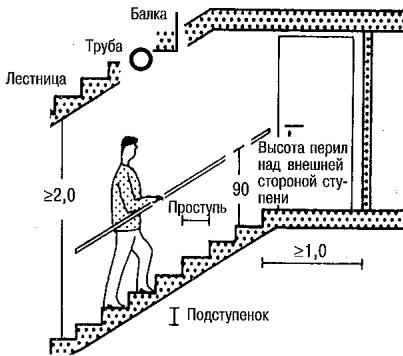 Балка
Труба
Лестница
Высота перил
над внешней
стороной сту-
пени
≥2,0
90
Проступь
≥1,0
Подступенок